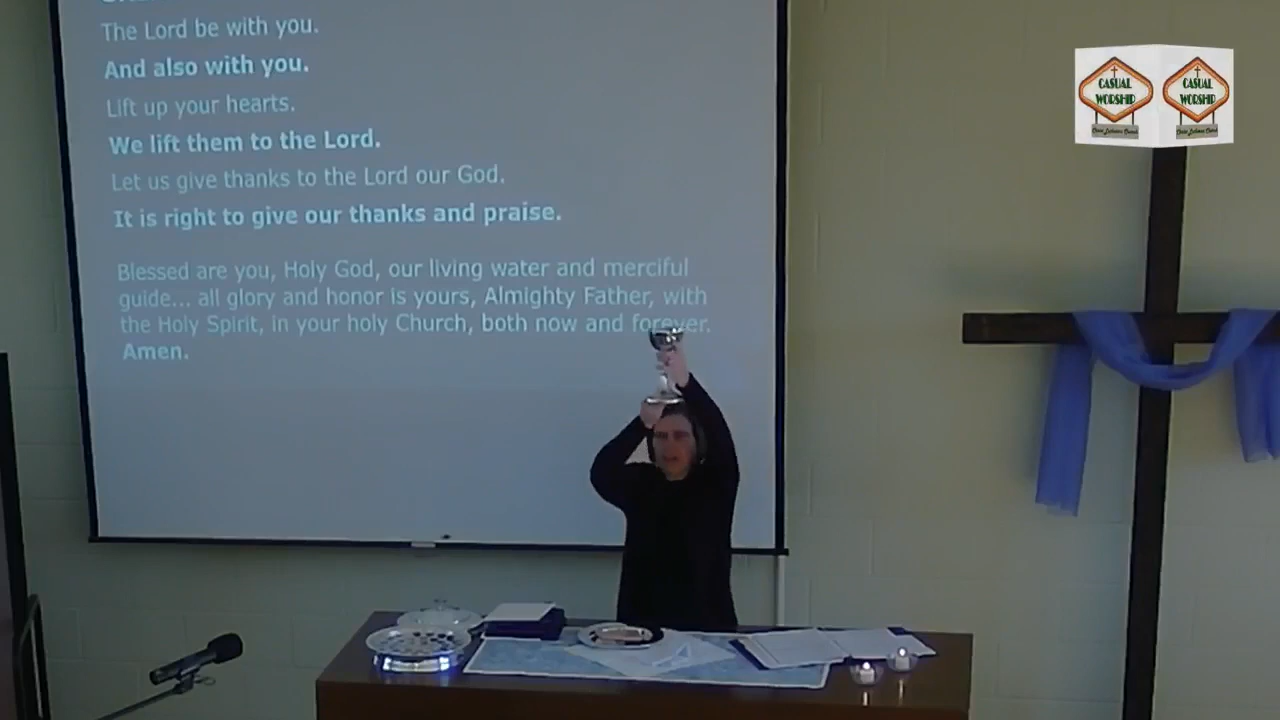 The Lord be with you.
And also with you.
Lift up your hearts.
We lift them to the Lord.
Let us give thanks to the Lord our God.
It is right to give our thanks and praise.
Blessed are you, Holy God, our living water and merciful
guide... all glory and honor is yours, Almighty Father, with
the Holy Spirit, in your holy Church, both now and forever.
Amen.
CASUAL
WORSHIP
CASUAL
WORSHIP